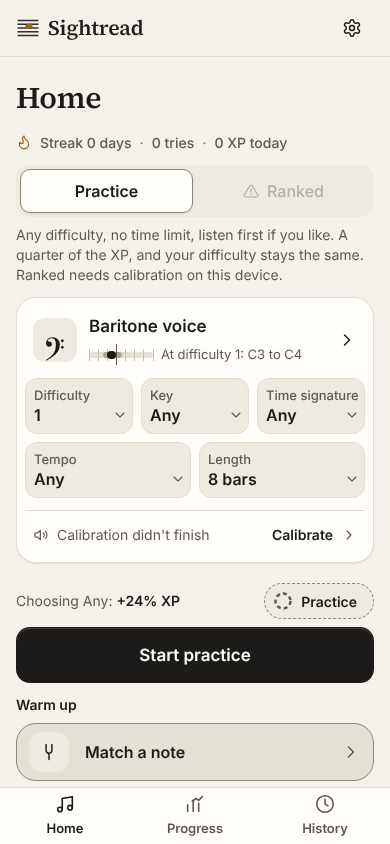 Sightread
Home
Streak 0 days · 0 tries · 0 XP today
Practice
Ranked
Any difficulty, no time limit, listen first if you like. A
quarter of the XP, and your difficulty stays the same.
Ranked needs calibration on this device.
Baritone voice
At difficulty 1: C3 to C4
Difficulty
1
Key
Any
Time signature
Any
Tempo
Any
Length
8 bars
Calibration didn't finish
Calibrate
Choosing Any: +24% XP
Practice
Start practice
Warm up
Match a note
Home
Progress
History